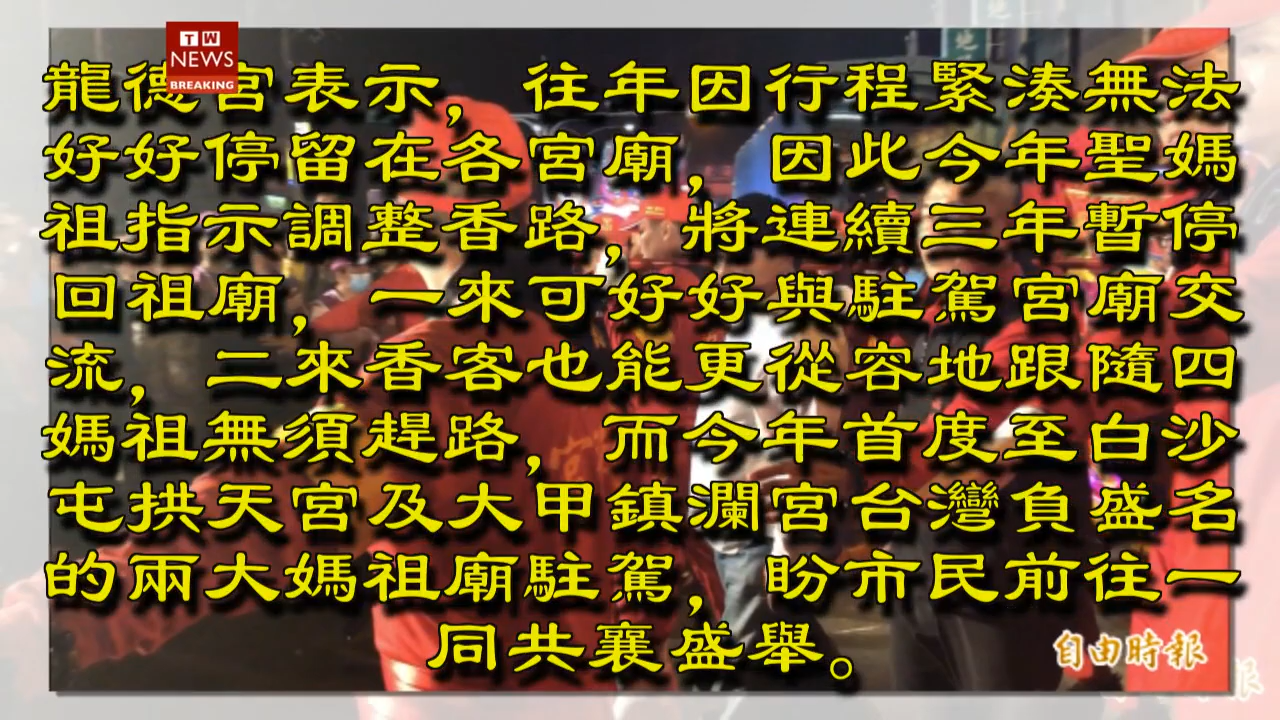 TW
NEWS
BREAKING
龍德宮表示，往年因行程緊湊無法
好好停留在各宮廟，因此今年聖媽
祖指示調整香路，將連續三年暫停
回祖廟，一來可好好與駐駕宮廟交
流，二來香客也能更從容地跟隨四
媽祖無須趕路，而今年首度至白沙
屯拱天宮及大甲鎮瀾宮台灣負盛名
的兩大媽祖廟駐駕，盼市民前往一
同共襄盛舉。
自由時報
報